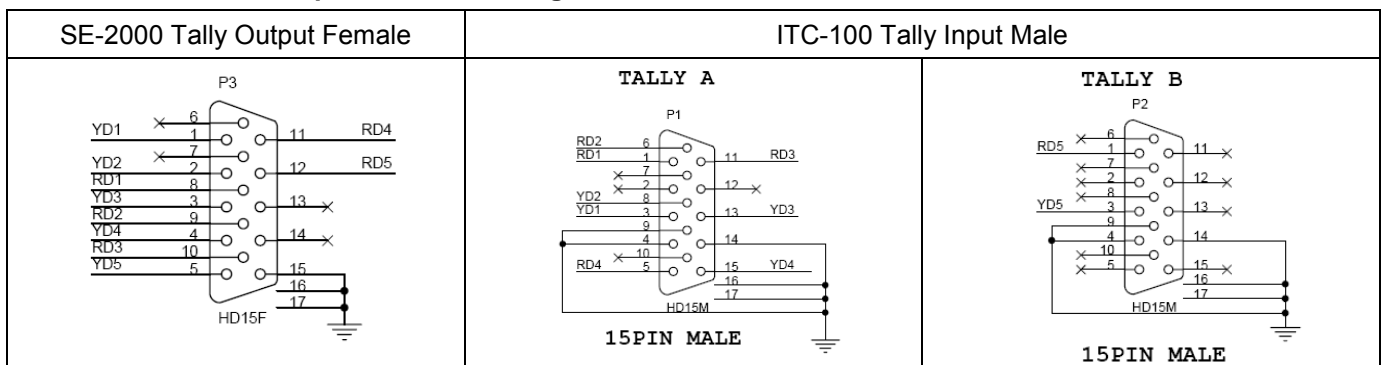 SE-2000 Tally Output Female
ITC-100 Tally Input Male
P3
6
YD1 1 11 RD4
7
YD2 2 12 RD5
RD1 8
YD3 3 13
RD2 9
YD4 4 14
RD3 10
YD5 5 15
16
17
HD15F
TALLY A
P1
RD2 6
RD1 1 11 RD3
7
2 12
YD2 8
YD1 3 13 YD3
9
4 14
10
RD4 5 15 YD4
16
17
HD15M
15PIN MALE
TALLY B
P2
6
RD5 1 11
7
2 12
8
YD5 3 13
9
4 14
10
5 15
16
17
HD15M
15PIN MALE